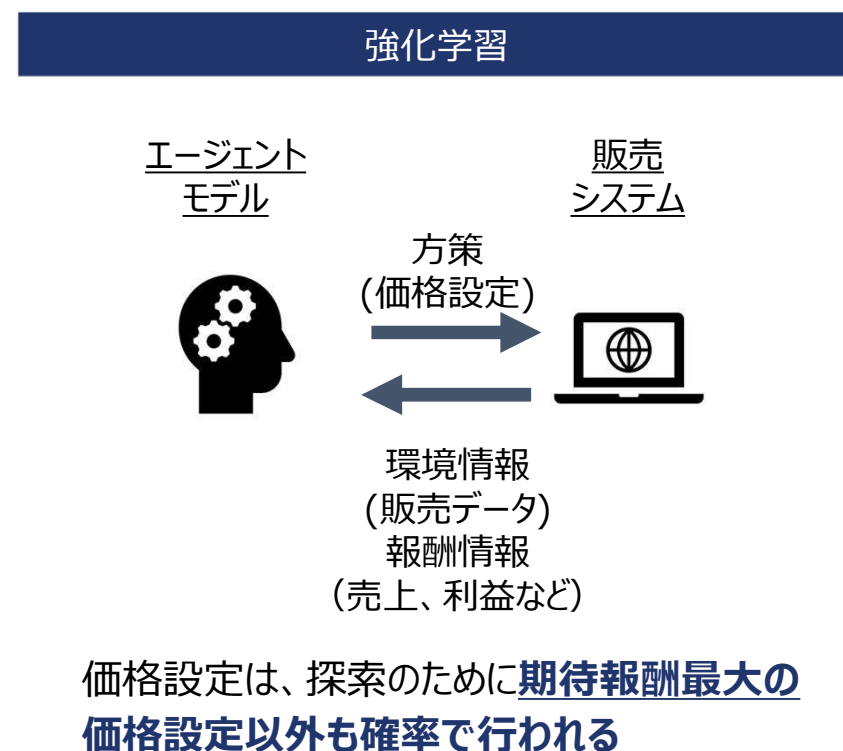 強化学習
エージェント
モデル
販売
システム
方策
(価格設定)
環境情報
(販売データ)
報酬情報
（売上、利益など）
価格設定は、探索のために期待報酬最大の
価格設定以外も確率で行われる